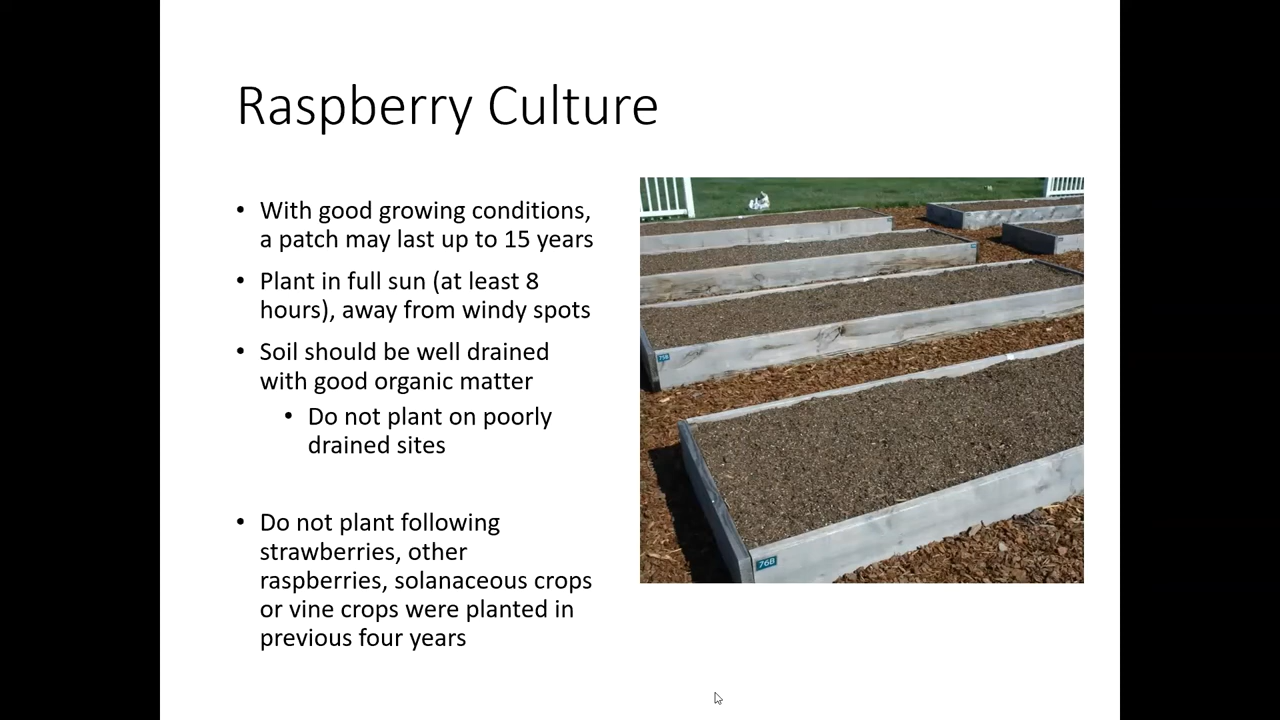 Raspberry Culture
• With good growing conditions,
a patch may last up to 15 years
• Plant in full sun (at least 8
hours), away from windy spots
• Soil should be well drained
with good organic matter
• Do not plant on poorly
drained sites
• Do not plant following
strawberries, other
raspberries, solanaceous crops
or vine crops were planted in
previous four years
75B
76B